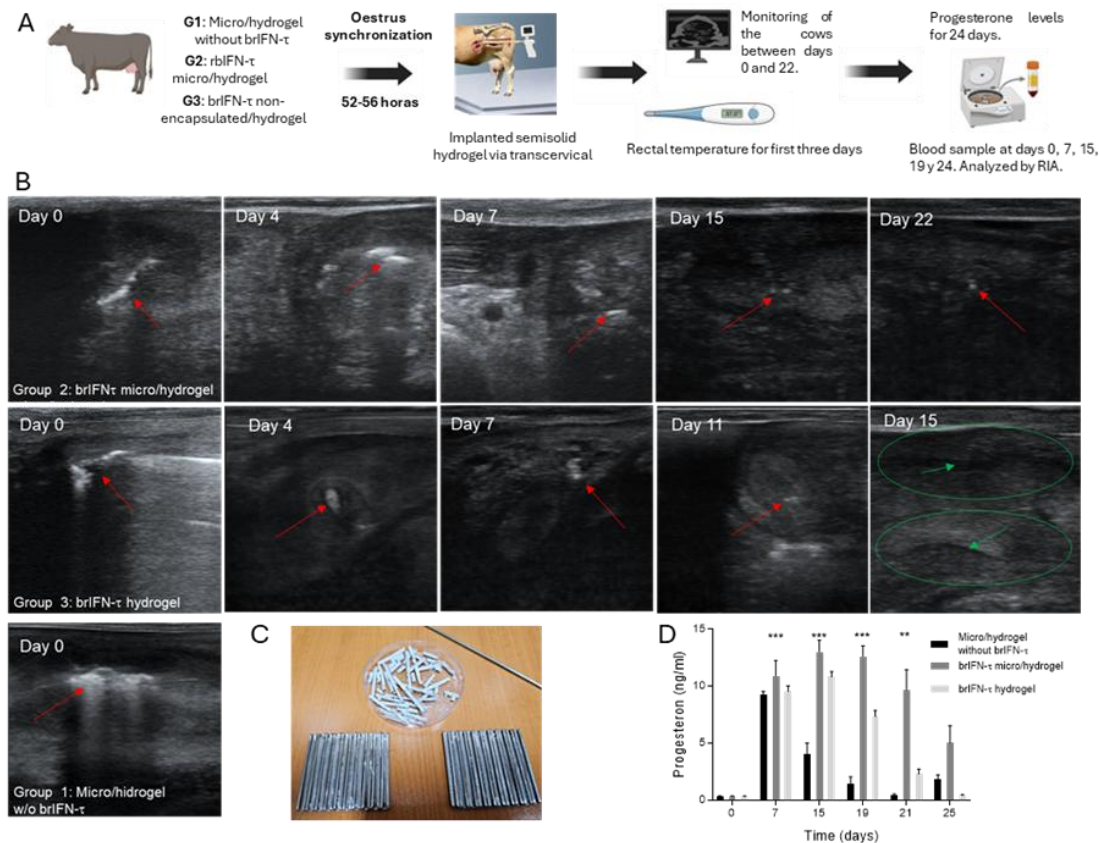 A
G1: Micro/hydrogel
without brIFN-τ
G2: rbIFN-τ
micro/hydrogel
G3: brIFN-τ non-
encapsulated/hydrogel
Oestrus
synchronization
52-56 horas
Implanted semisolid
hydrogel via transcervical
Monitoring of
the cows
between days
0 and 22.
Rectal temperature for first three days
Progesterone levels
for 24 days.
Blood sample at days 0, 7, 15,
19 y 24. Analyzed by RIA.
B
Day 0
Day 4
Day 7
Day 15
Day 22
Group 2: brIFNτ micro/hydrogel
Day 0
Day 4
Day 7
Day 11
Day 15
Group 3: brIFN-τ hydrogel
Day 0
Group 1: Micro/hidrogel
w/o brIFN-τ
C
D
Progesteron (ng/ml)
15
10
5
0
***
***
***
**
Micro/hydrogel
without brIFN-τ
brIFN-τ micro/hydrogel
brIFN-τ hydrogel
0
7
15
19
21
25
Time (days)